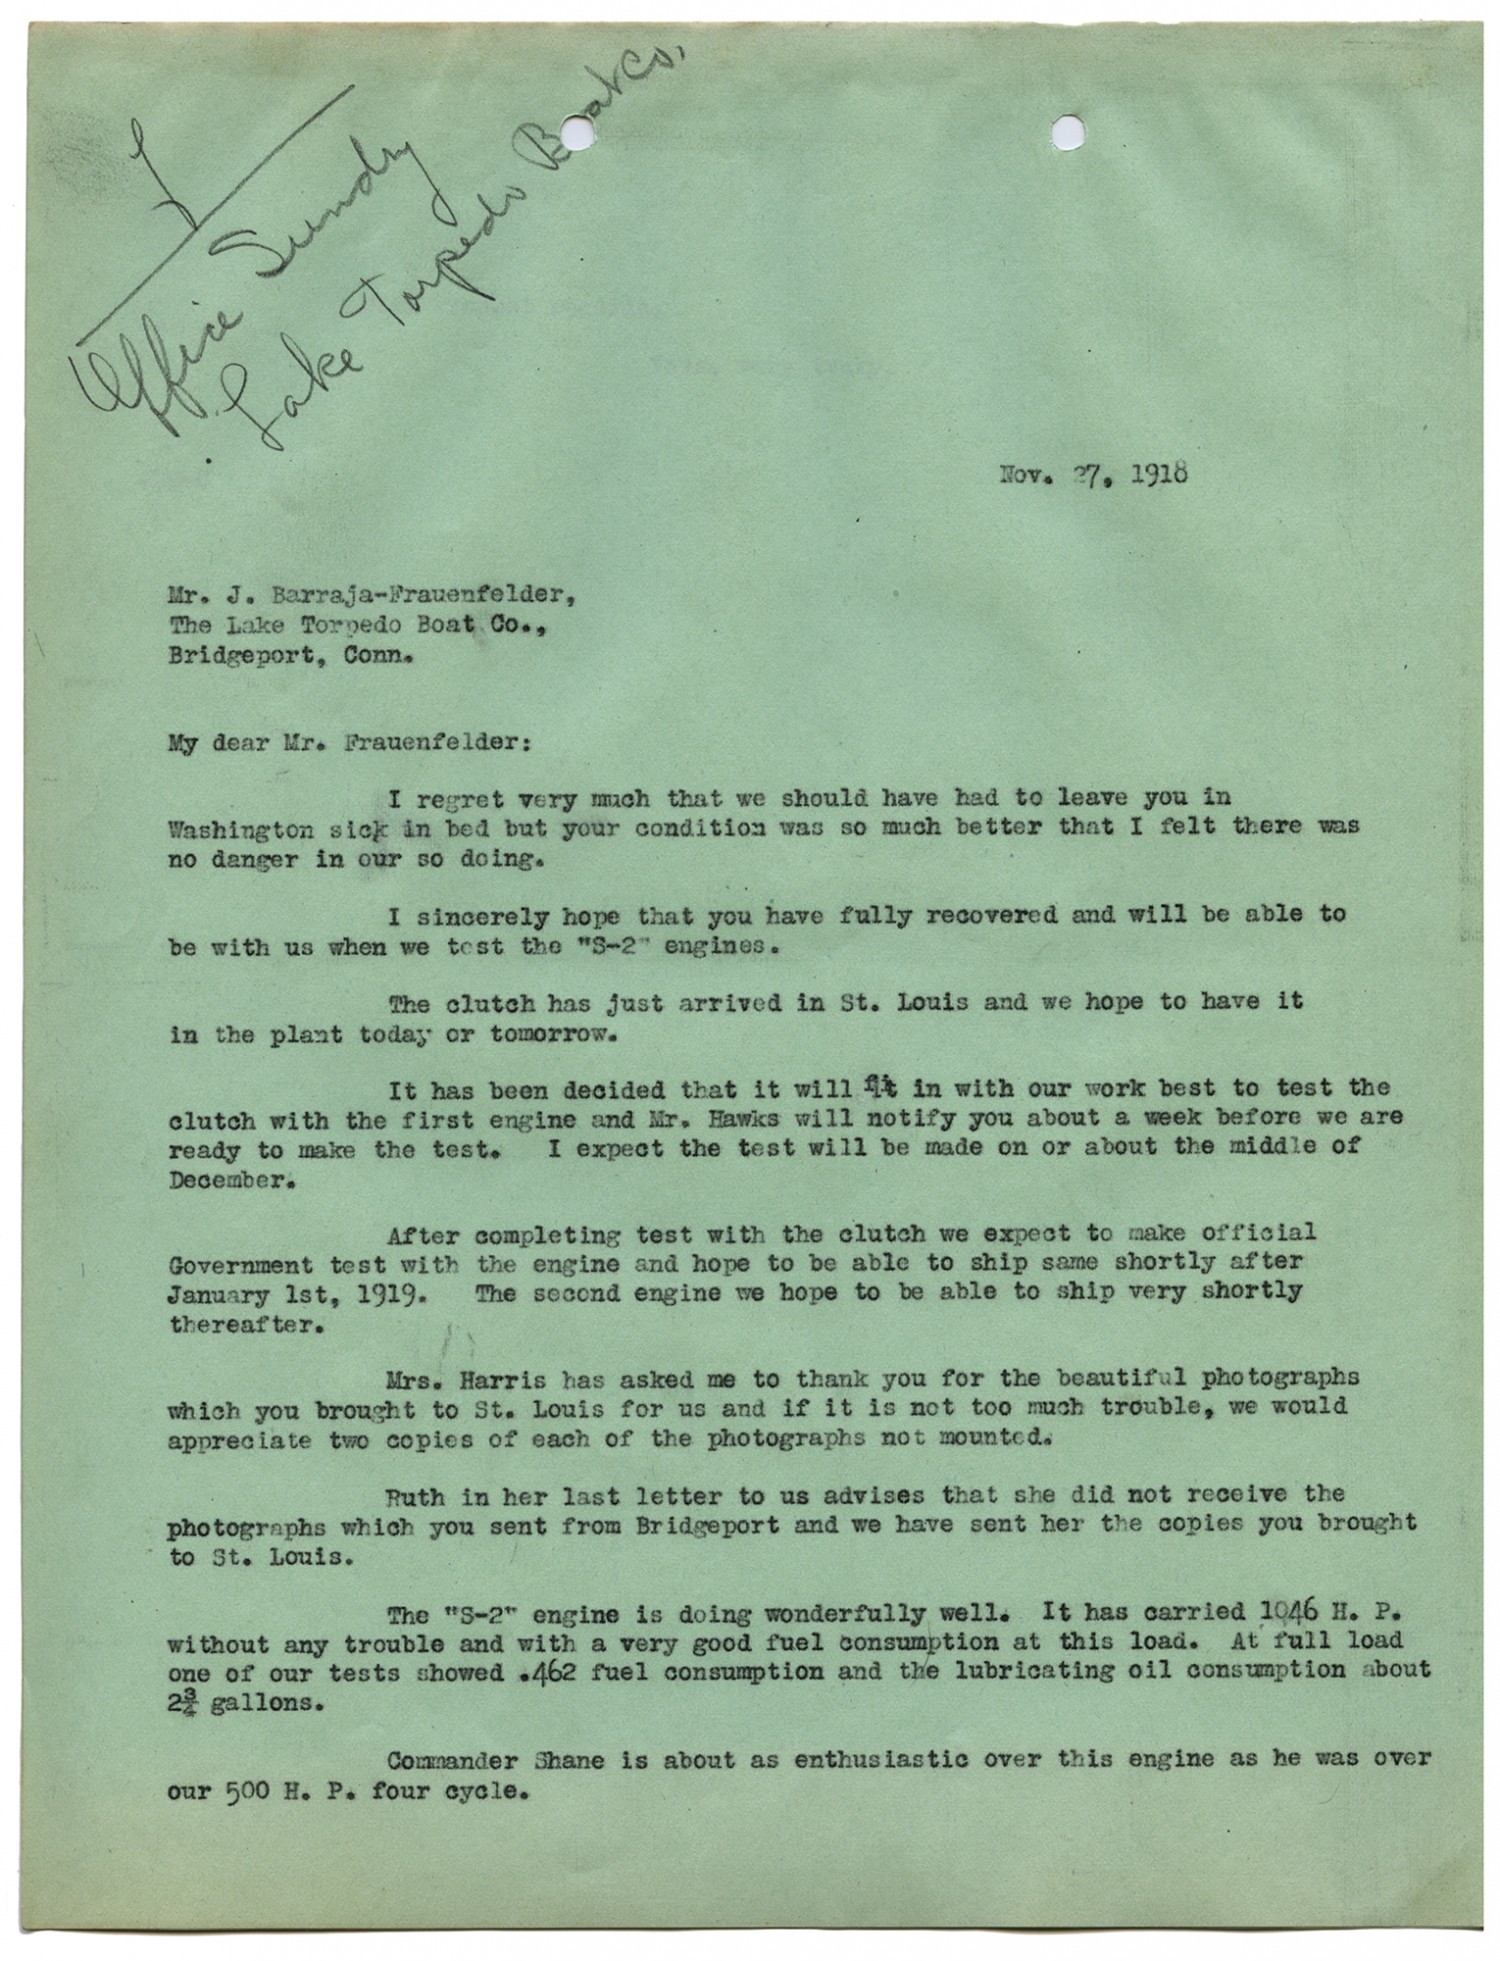 f
Office Sundry
Lake Torpedo Boat Co.
Nov. 27, 1918
Mr. J. Barraja-Frauenfelder,
The Lake Torpedo Boat Co.,
Bridgeport, Conn.
My dear Mr. Frauenfelder:
I regret very much that we should have had to leave you in
Washington sick in bed but your condition was so much better that I felt there was
no danger in our so doing.
I sincerely hope that you have fully recovered and will be able to
be with us when we test the "S-2" engines.
The clutch has just arrived in St. Louis and we hope to have it
in the plant today or tomorrow.
It has been decided that it will fit in with our work best to test the
clutch with the first engine and Mr. Hawks will notify you about a week before we are
ready to make the test. I expect the test will be made on or about the middle of
December.
After completing test with the clutch we expect to make official
Government test with the engine and hope to be able to ship same shortly after
January 1st, 1919. The second engine we hope to be able to ship very shortly
thereafter.
Mrs. Harris has asked me to thank you for the beautiful photographs
which you brought to St. Louis for us and if it is not too much trouble, we would
appreciate two copies of each of the photographs not mounted.
Ruth in her last letter to us advises that she did not receive the
photographs which you sent from Bridgeport and we have sent her the copies you brought
to St. Louis.
The "S-2" engine is doing wonderfully well. It has carried 1046 H. P.
without any trouble and with a very good fuel consumption at this load. At full load
one of our tests showed .462 fuel consumption and the lubricating oil consumption about
2¾ gallons.
Commander Shane is about as enthusiastic over this engine as he was over
our 500 H. P. four cycle.